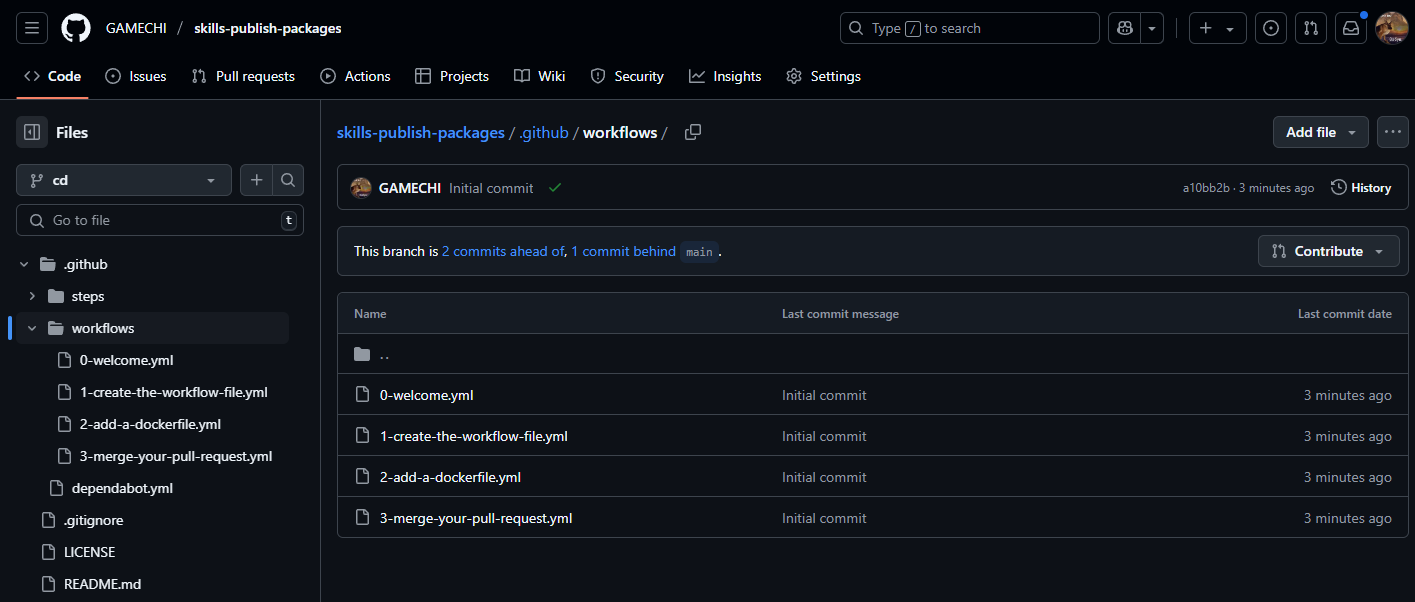 GAMECHI / skills-publish-packages
Type / to search
Code Issues Pull requests Actions Projects Wiki Security Insights Settings
Files
cd
Go to file t
.github
steps
workflows
0-welcome.yml
1-create-the-workflow-file.yml
2-add-a-dockerfile.yml
3-merge-your-pull-request.yml
dependabot.yml
.gitignore
LICENSE
README.md
skills-publish-packages / .github / workflows /
Add file
GAMECHI Initial commit
a10bb2b · 3 minutes ago History
This branch is 2 commits ahead of, 1 commit behind main .
Contribute
Name Last commit message Last commit date
..
0-welcome.yml Initial commit 3 minutes ago
1-create-the-workflow-file.yml Initial commit 3 minutes ago
2-add-a-dockerfile.yml Initial commit 3 minutes ago
3-merge-your-pull-request.yml Initial commit 3 minutes ago